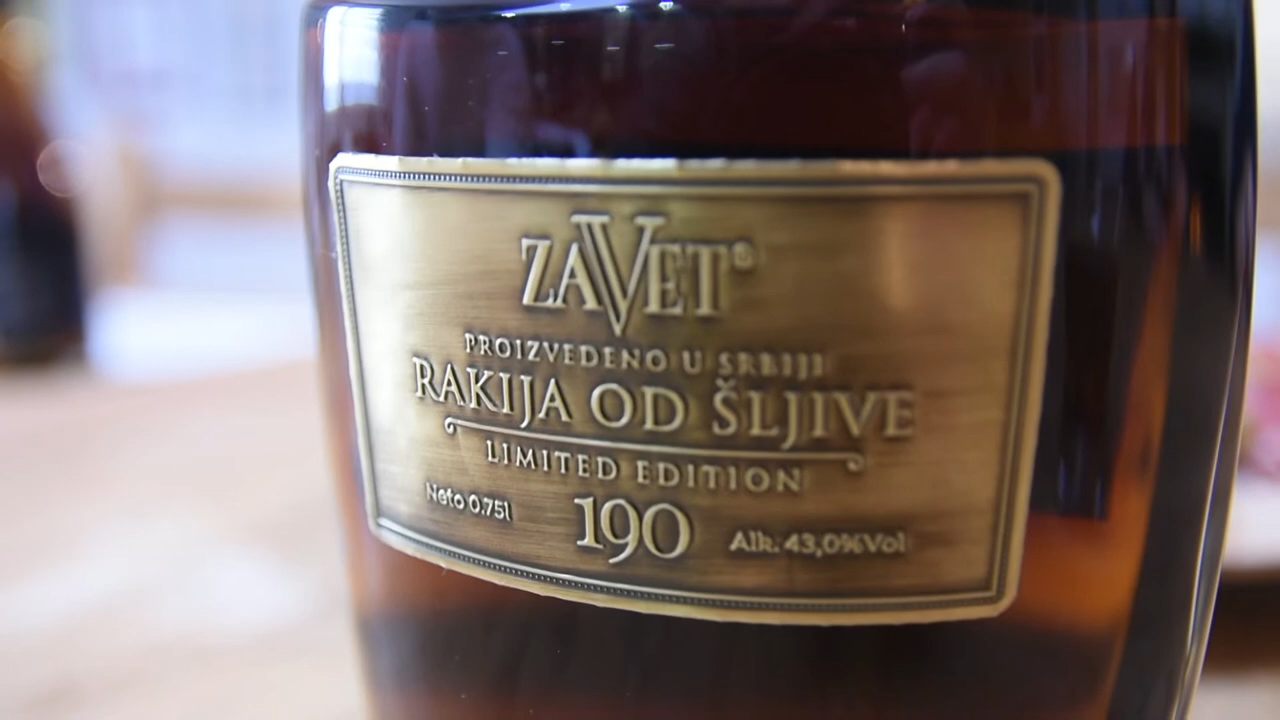 ZAVET®
PROIZVEDENO U SRBIJI
RAKIJA OD ŠLJIVE
LIMITED EDITION
Neto 0.75l 190 Alk. 43,0%Vol